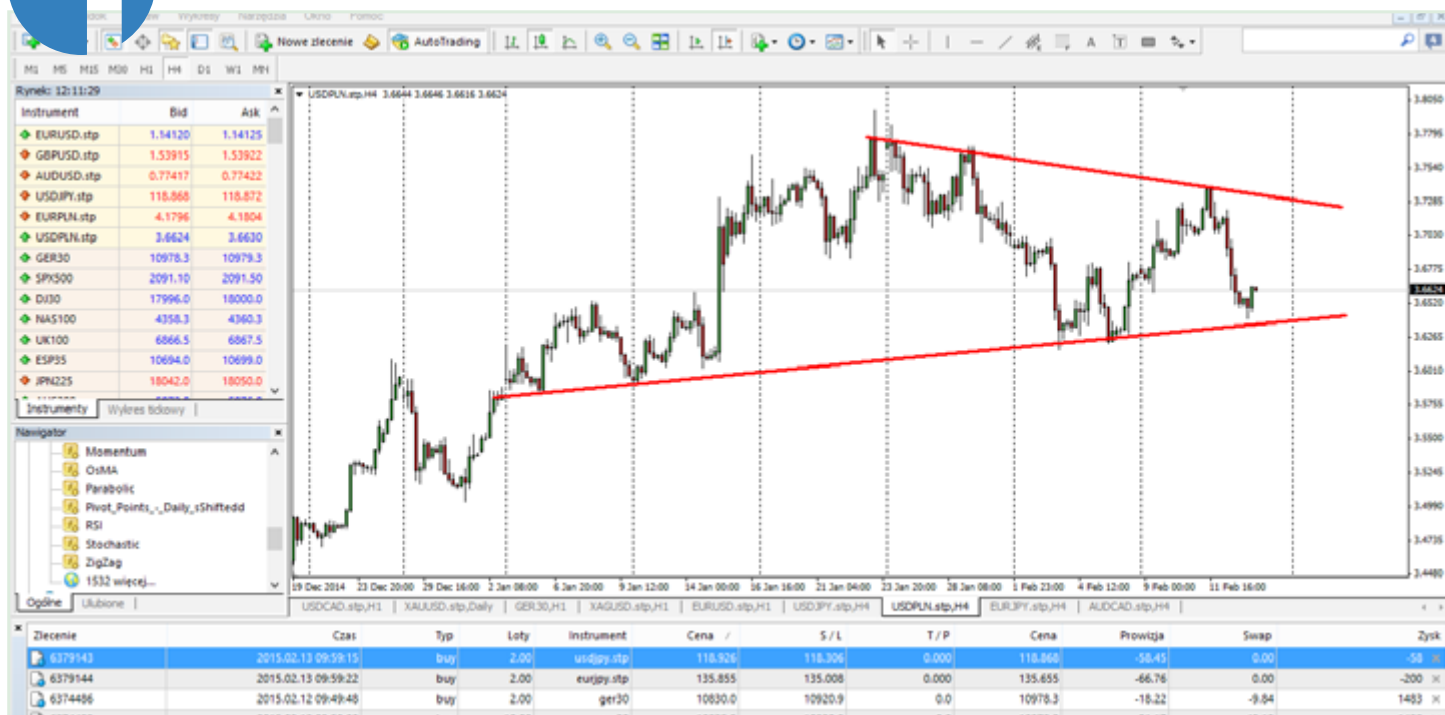 Wykresy Narzędzia Okno Pomoc
Nowe zlecenie AutoTrading
M1 M5 M15 M30 H1 H4 D1 W1 MN
Rynek: 12:11:29
Instrument Bid Ask
EURUSD.stp 1.14120 1.14125
GBPUSD.stp 1.53915 1.53922
AUDUSD.stp 0.77417 0.77422
USDJPY.stp 118.868 118.872
EURPLN.stp 4.1796 4.1804
USDPLN.stp 3.6624 3.6630
GER30 10978.3 10979.3
SPX500 2091.10 2091.50
DJ30 17996.0 18000.0
NAS100 4358.3 4360.3
UK100 6866.5 6867.5
ESP35 10694.0 10699.0
JPN225 18042.0 18050.0
Instrumenty Wykres tickowy
Nawigator
Momentum
OsMA
Parabolic
Pivot_Points_-_Daily_sShiftedd
RSI
Stochastic
ZigZag
1532 więcej...
Ogólne Ulubione
USDPLN.stp,H4 3.6644 3.6646 3.6616 3.6624
3.8050
3.7795
3.7540
3.7285
3.7030
3.6775
3.6624
3.6520
3.6265
3.6010
3.5755
3.5500
3.5245
3.4990
3.4735
3.4480
19 Dec 2014 23 Dec 20:00 29 Dec 16:00 2 Jan 08:00 6 Jan 20:00 9 Jan 12:00 14 Jan 00:00 16 Jan 16:00 21 Jan 04:00 23 Jan 20:00 28 Jan 08:00 1 Feb 23:00 4 Feb 12:00 9 Feb 00:00 11 Feb 16:00
USDCAD.stp,H1 XAUUSD.stp,Daily GER30,H1 XAGUSD.stp,H1 EURUSD.stp,H1 USDJPY.stp,H4 USDPLN.stp,H4 EURJPY.stp,H4 AUDCAD.stp,H4
Zlecenie Czas Typ Loty Instrument Cena / S / L T / P Cena Prowizja Swap Zysk
6379143 2015.02.13 09:59:15 buy 2.00 usdjpy.stp 118.926 118.306 0.000 118.868 -58.45 0.00 -58
6379144 2015.02.13 09:59:22 buy 2.00 eurjpy.stp 135.855 135.008 0.000 135.655 -66.76 0.00 -200
6374486 2015.02.12 09:49:48 buy 2.00 ger30 10830.0 10920.9 0.0 10978.3 -18.22 -9.84 1483